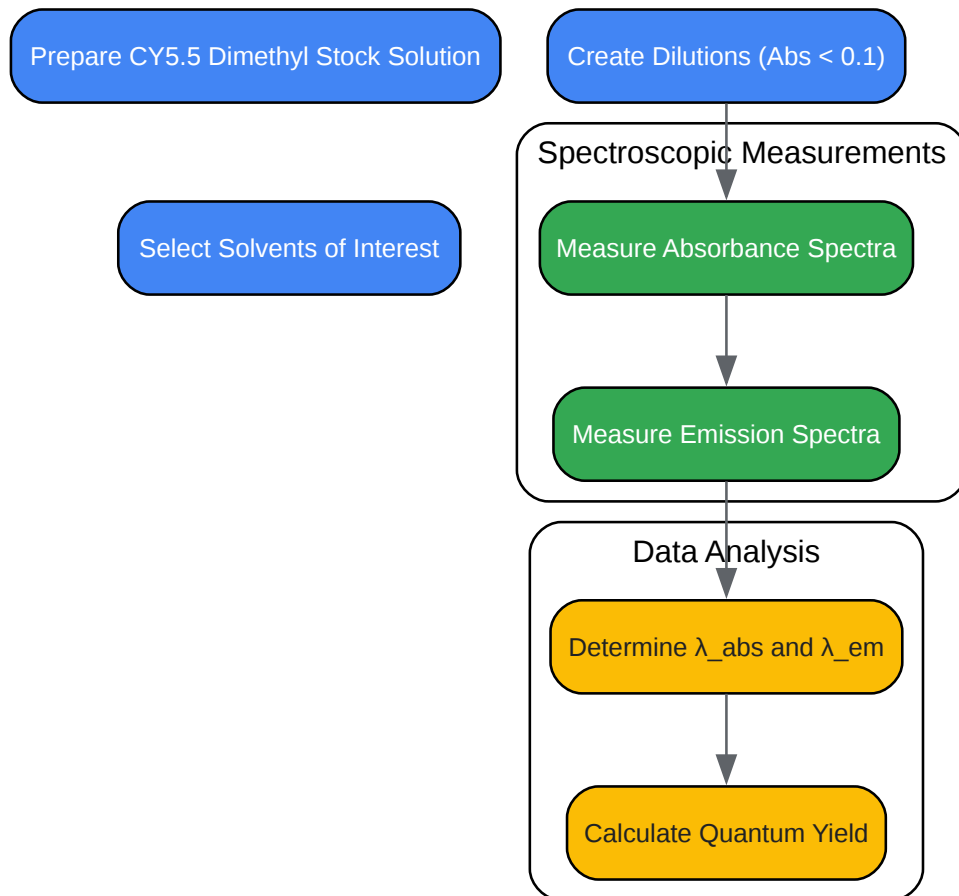 Prepare CY5.5 Dimethyl Stock Solution
Create Dilutions (Abs < 0.1)
Spectroscopic Measurements
Select Solvents of Interest
Measure Absorbance Spectra
Measure Emission Spectra
Data Analysis
Determine λ_abs and λ_em
Calculate Quantum Yield